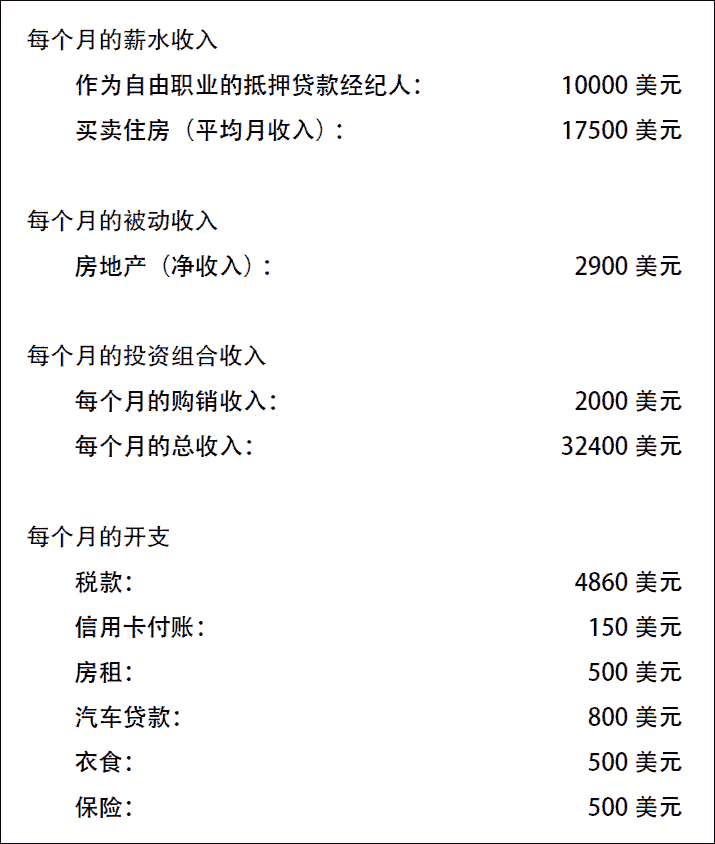 每个月的薪水收入
作为自由职业的抵押贷款经纪人： 10000 美元
买卖住房（平均月收入）： 17500 美元
每个月的被动收入
房地产（净收入）： 2900 美元
每个月的投资组合收入
每个月的购销收入： 2000 美元
每个月的总收入： 32400 美元
每个月的开支
税款： 4860 美元
信用卡付账： 150 美元
房租： 500 美元
汽车贷款： 800 美元
衣食： 500 美元
保险： 500 美元